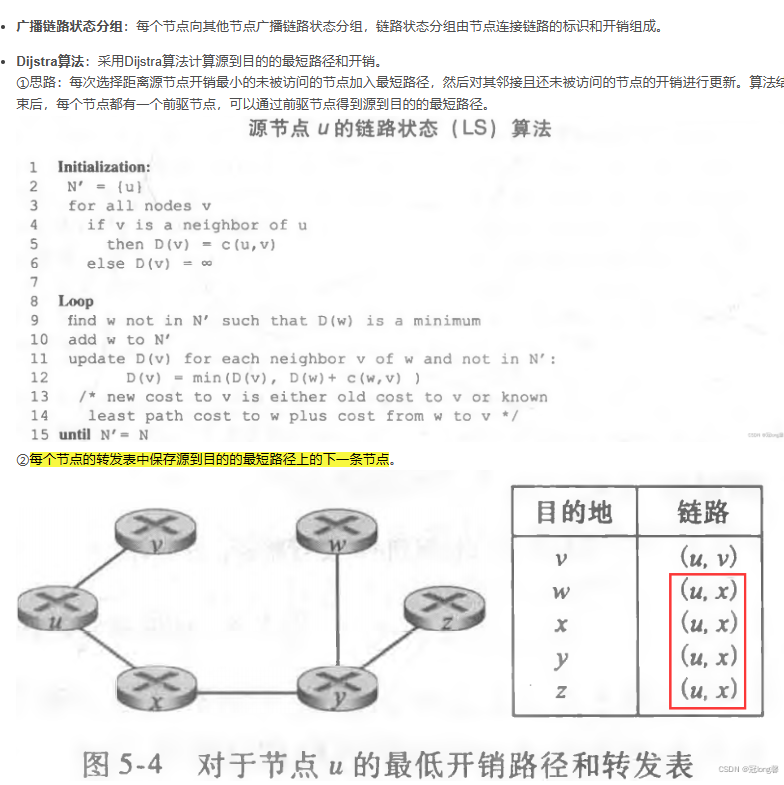 • 广播链路状态分组：每个节点向其他节点广播链路状态分组，链路状态分组由节点连接链路的标识和开销组成。
• Dijstra算法：采用Dijstra算法计算源到目的的最短路径和开销。
①思路：每次选择距离源节点开销最小的未被访问的节点加入最短路径，然后对其邻接且还未被访问的节点的开销进行更新。算法结
束后，每个节点都有一个前驱节点，可以通过前驱节点得到源到目的的最短路径。
源节点 u 的链路状态（LS）算法
1 Initialization:
2 N′ = {u}
3 for all nodes v
4 if v is a neighbor of u
5 then D(v) = c(u,v)
6 else D(v) = ∞
7
8 Loop
9 find w not in N′ such that D(w) is a minimum
10 add w to N′
11 update D(v) for each neighbor v of w and not in N′:
12 D(v) = min(D(v), D(w)+ c(w,v) )
13 /* new cost to v is either old cost to v or known
14 least path cost to w plus cost from w to v */
15 until N′= N
②每个节点的转发表中保存源到目的的最短路径上的下一条节点。
v
w
u
z
x
y
目的地 链路
v (u, v)
w (u, x)
x (u, x)
y (u, x)
z (u, x)
图 5-4 对于节点 u 的最低开销路径和转发表
CSDN